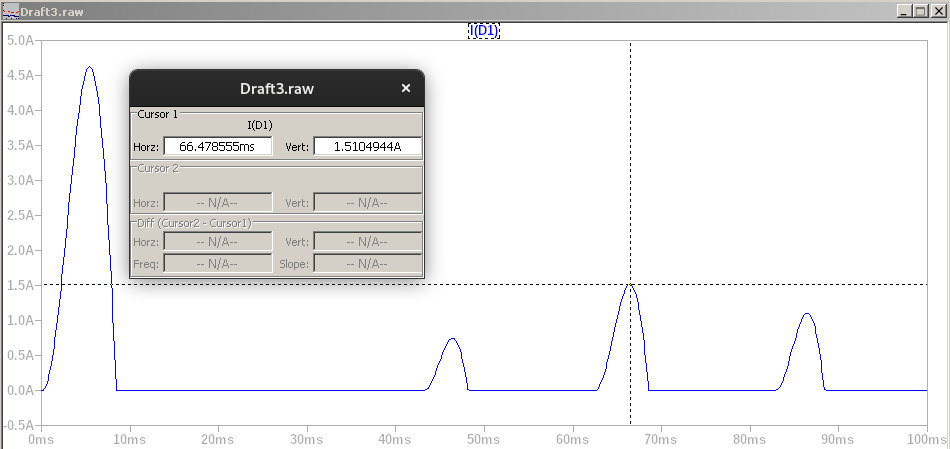 Draft3.raw
I(D1)
5.0A
4.5A
4.0A
3.5A
3.0A
2.5A
2.0A
1.5A
1.0A
0.5A
0.0A
-0.5A
0ms 10ms 20ms 30ms 40ms 50ms 60ms 70ms 80ms 90ms 100ms
Draft3.raw
Cursor 1
I(D1)
Horz: 66.478555ms Vert: 1.5104944A
Cursor 2
Horz: -- N/A-- Vert: -- N/A--
Diff (Cursor2 - Cursor1)
Horz: -- N/A-- Vert: -- N/A--
Freq: -- N/A-- Slope: -- N/A--